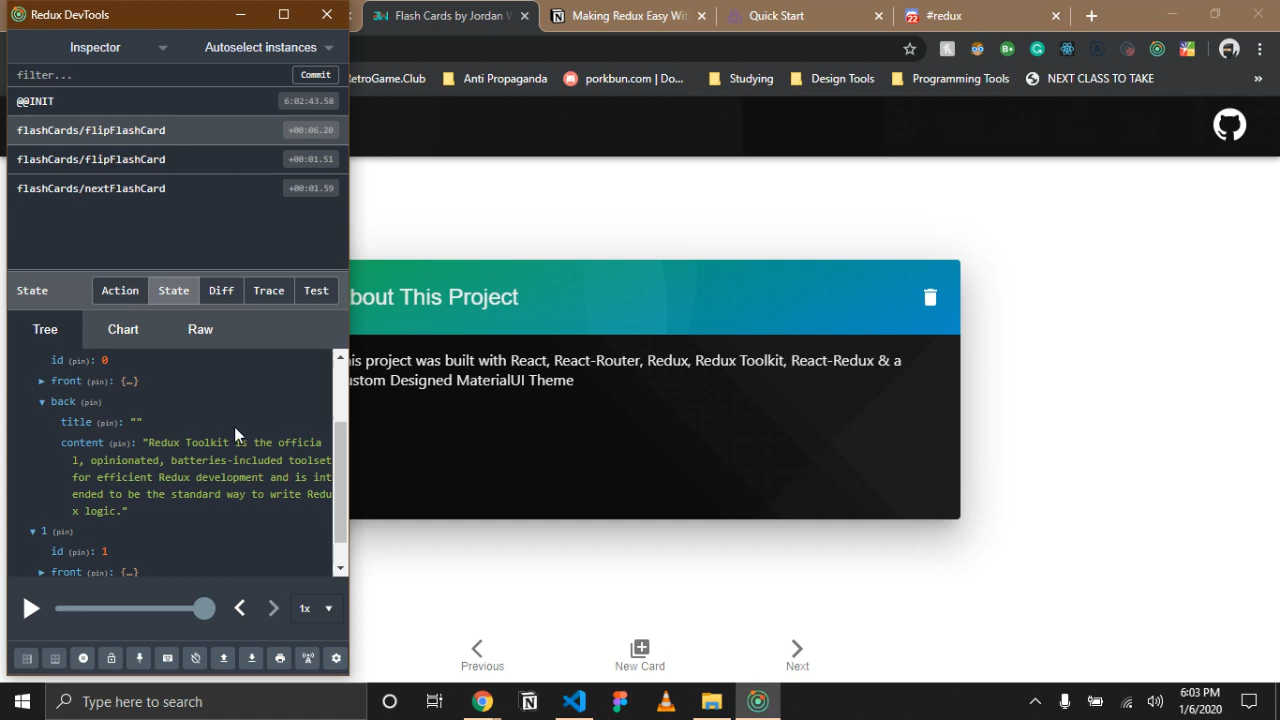 Redux DevTools
Flash Cards by Jordan
Making Redux Easy Wit
Quick Start
#redux
Inspector
Autoselect instances
etroGame.Club
Anti Propaganda
porkbun.com | Do...
Studying
Design Tools
Programming Tools
NEXT CLASS TO TAKE
»
filter...
Commit
@@INIT
6:02:43.58
flashCards/flipFlashCard
+00:06.20
flashCards/flipFlashCard
+00:01.51
flashCards/nextFlashCard
+00:01.59
State
Action
State
Diff
Trace
Test
Tree
Chart
Raw
id (pin): 0
front (pin): {…}
back (pin)
title (pin): ""
content (pin): "Redux Toolkit is the officia
l, opinionated, batteries-included toolset
for efficient Redux development and is int
ended to be the standard way to write Redu
x logic."
1 (pin)
id (pin): 1
front (pin): {…}
1x
bout This Project
is project was built with React, React-Router, Redux, Redux Toolkit, React-Redux & a
ustom Designed MaterialUI Theme
Previous
New Card
Next
Type here to search
6:03 PM
1/6/2020